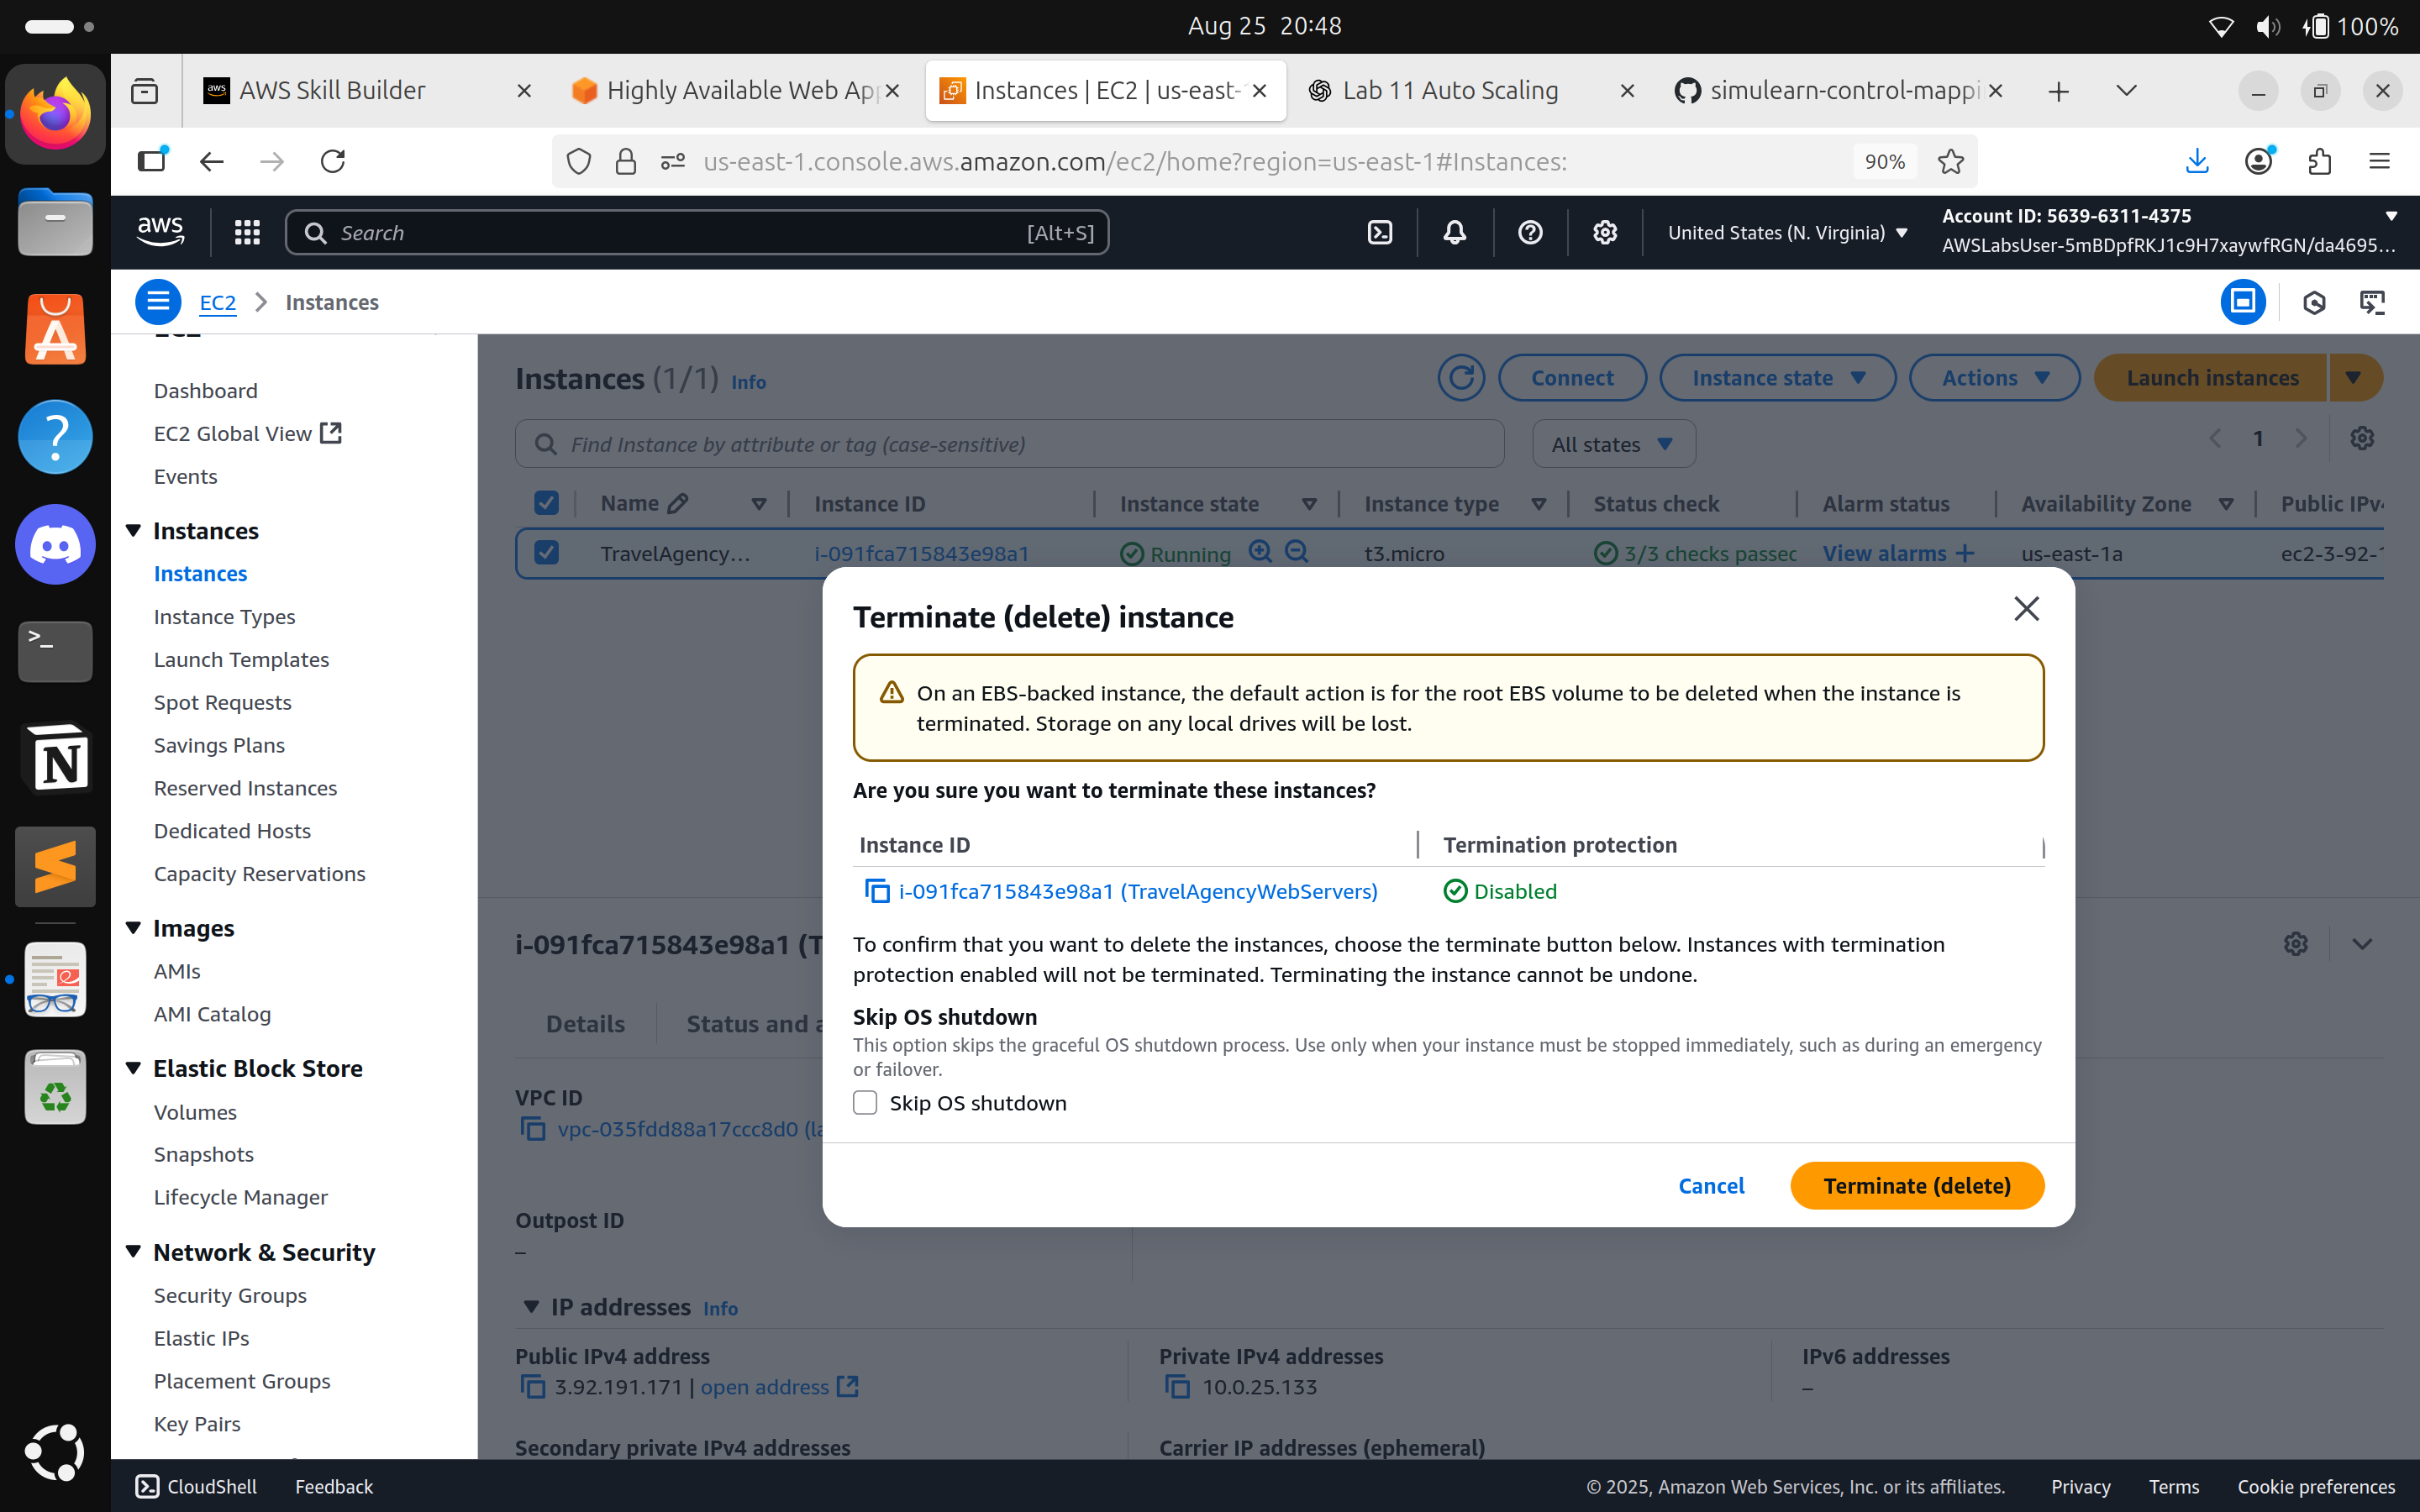 Aug 25 20:48
100%
AWS Skill Builder
Highly Available Web Ap
Instances | EC2 | us-east-
Lab 11 Auto Scaling
simulearn-control-mappi
us-east-1.console.aws.amazon.com/ec2/home?region=us-east-1#Instances:
90%
aws
Search
[Alt+S]
United States (N. Virginia)
Account ID: 5639-6311-4375
AWSLabsUser-5mBDpfRKJ1c9H7xaywfRGN/da4695...
EC2
Instances
Dashboard
EC2 Global View
Events
Instances
Instances
Instance Types
Launch Templates
Spot Requests
Savings Plans
Reserved Instances
Dedicated Hosts
Capacity Reservations
Images
AMIs
AMI Catalog
Elastic Block Store
Volumes
Snapshots
Lifecycle Manager
Network & Security
Security Groups
Elastic IPs
Placement Groups
Key Pairs
Instances (1/1) Info
Connect
Instance state
Actions
Launch instances
Find Instance by attribute or tag (case-sensitive)
All states
1
Name
Instance ID
Instance state
Instance type
Status check
Alarm status
Availability Zone
Public IPv4
TravelAgency...
i-091fca715843e98a1
Running
t3.micro
3/3 checks passec
View alarms +
us-east-1a
ec2-3-92-1
Terminate (delete) instance
On an EBS-backed instance, the default action is for the root EBS volume to be deleted when the instance is
terminated. Storage on any local drives will be lost.
Are you sure you want to terminate these instances?
Instance ID
Termination protection
i-091fca715843e98a1 (TravelAgencyWebServers)
Disabled
To confirm that you want to delete the instances, choose the terminate button below. Instances with termination
protection enabled will not be terminated. Terminating the instance cannot be undone.
Skip OS shutdown
This option skips the graceful OS shutdown process. Use only when your instance must be stopped immediately, such as during an emergency
or failover.
Skip OS shutdown
Cancel
Terminate (delete)
i-091fca715843e98a1 (T
Details
Status and a
VPC ID
vpc-035fdd88a17ccc8d0 (la
Outpost ID
–
IP addresses Info
Public IPv4 address
3.92.191.171 | open address
Private IPv4 addresses
10.0.25.133
IPv6 addresses
–
Secondary private IPv4 addresses
Carrier IP addresses (ephemeral)
CloudShell
Feedback
© 2025, Amazon Web Services, Inc. or its affiliates.
Privacy
Terms
Cookie preferences